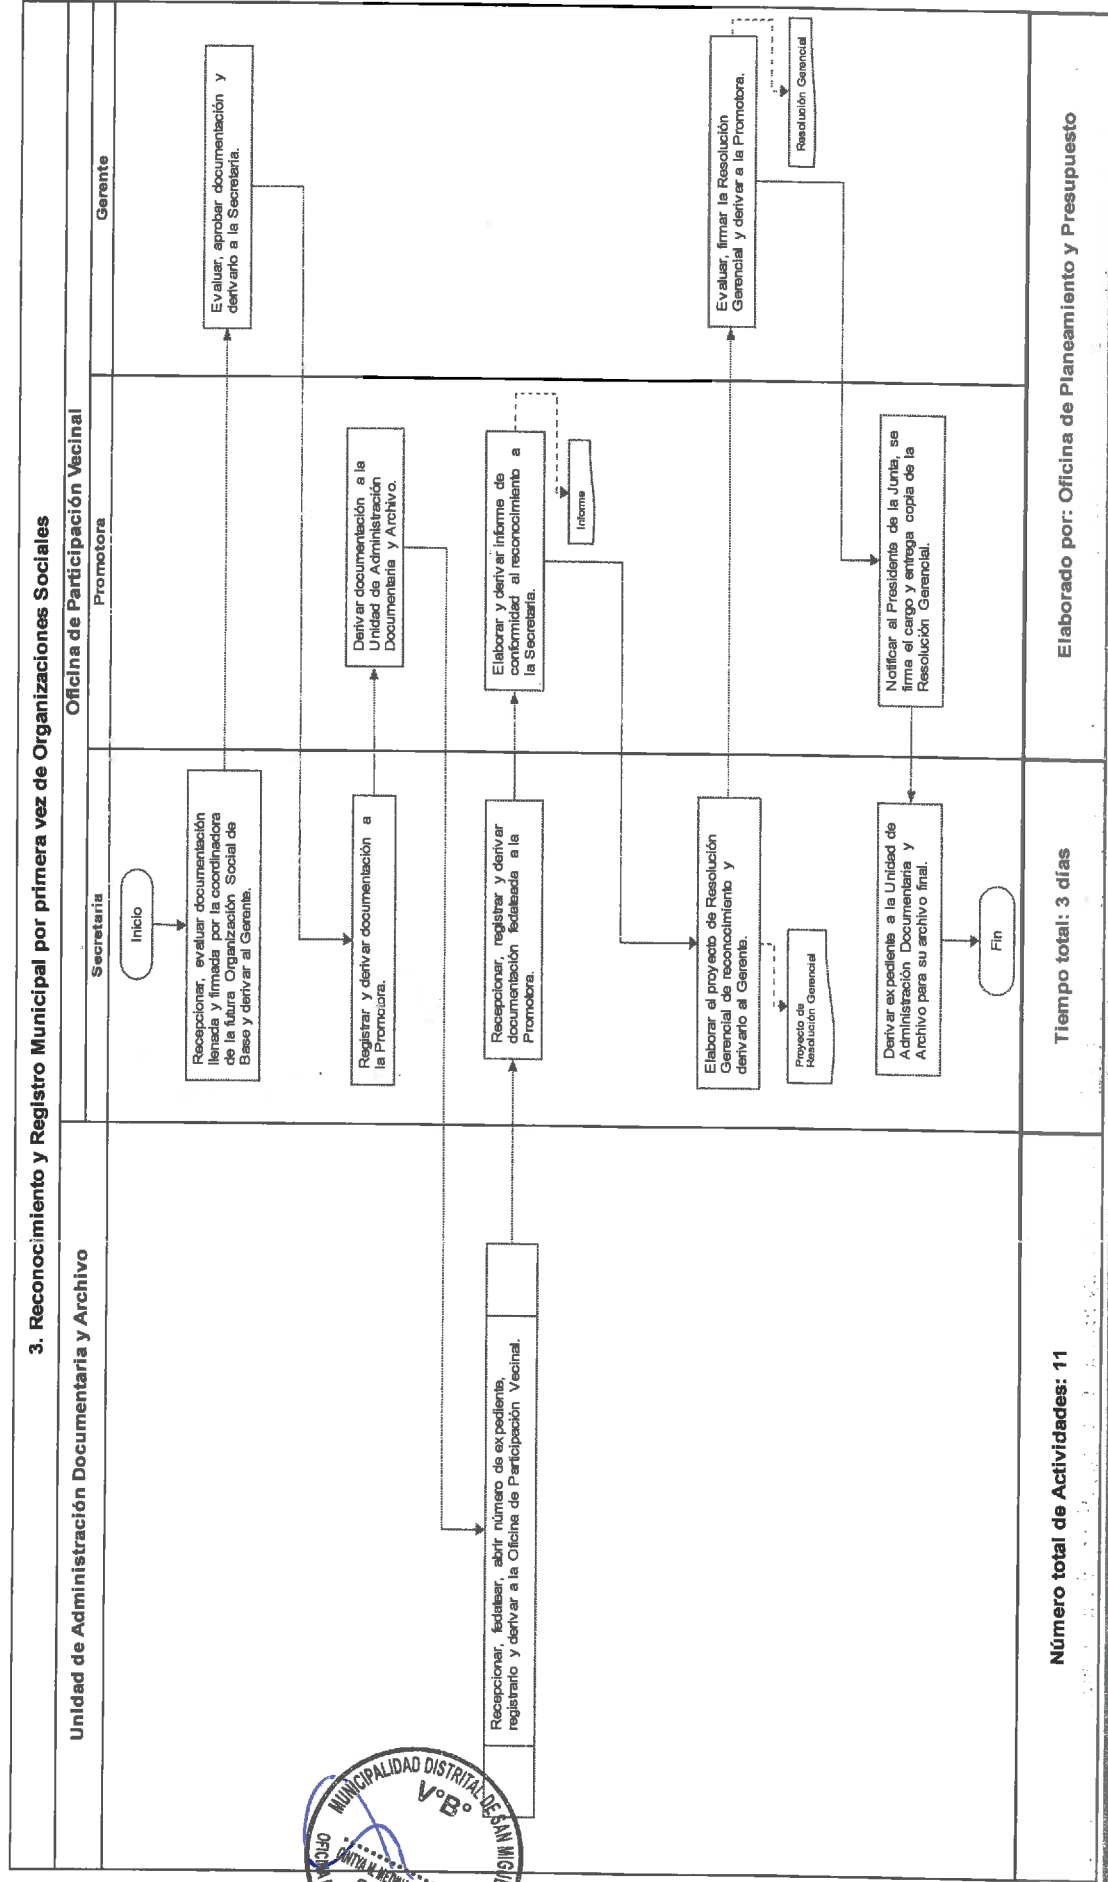 3. Reconocimiento y Registro Municipal por primera vez de Organizaciones Sociales
Unidad de Administración Documentaria y Archivo
Oficina de Participación Vecinal
Secretaria
Promotora
Gerente
Inicio
Recepcionar, evaluar documentación
llenada y firmada por la coordinadora
de la futura Organización Social de
Base y derivar al Gerente.
Evaluar, aprobar documentación y
derivarlo a la Secretaria.
Registrar y derivar documentación a
la Promotora.
Derivar documentación a la
Unidad de Administración
Documentaria y Archivo.
Recepcionar, fedatear, abrir número de expediente,
registrarlo y derivar a la Oficina de Participación Vecinal.
Recepcionar, registrar y derivar
documentación fedateada a la
Promotora.
Elaborar y derivar informe de
conformidad al reconocimiento a
la Secretaria.
Informe
Elaborar el proyecto de Resolución
Gerencial de reconocimiento y
derivarlo al Gerente.
Proyecto de
Resolución Gerencial
Evaluar, firmar la Resolución
Gerencial y derivar a la Promotora.
Resolución Gerencial
Notificar al Presidente de la Junta, se
firma el cargo y entrega copia de la
Resolución Gerencial.
Derivar expediente a la Unidad de
Administración Documentaria y
Archivo para su archivo final.
Fin
Número total de Actividades: 11
Tiempo total: 3 días
Elaborado por: Oficina de Planeamiento y Presupuesto
MUNICIPALIDAD DISTRITAL DE SAN
V°B°